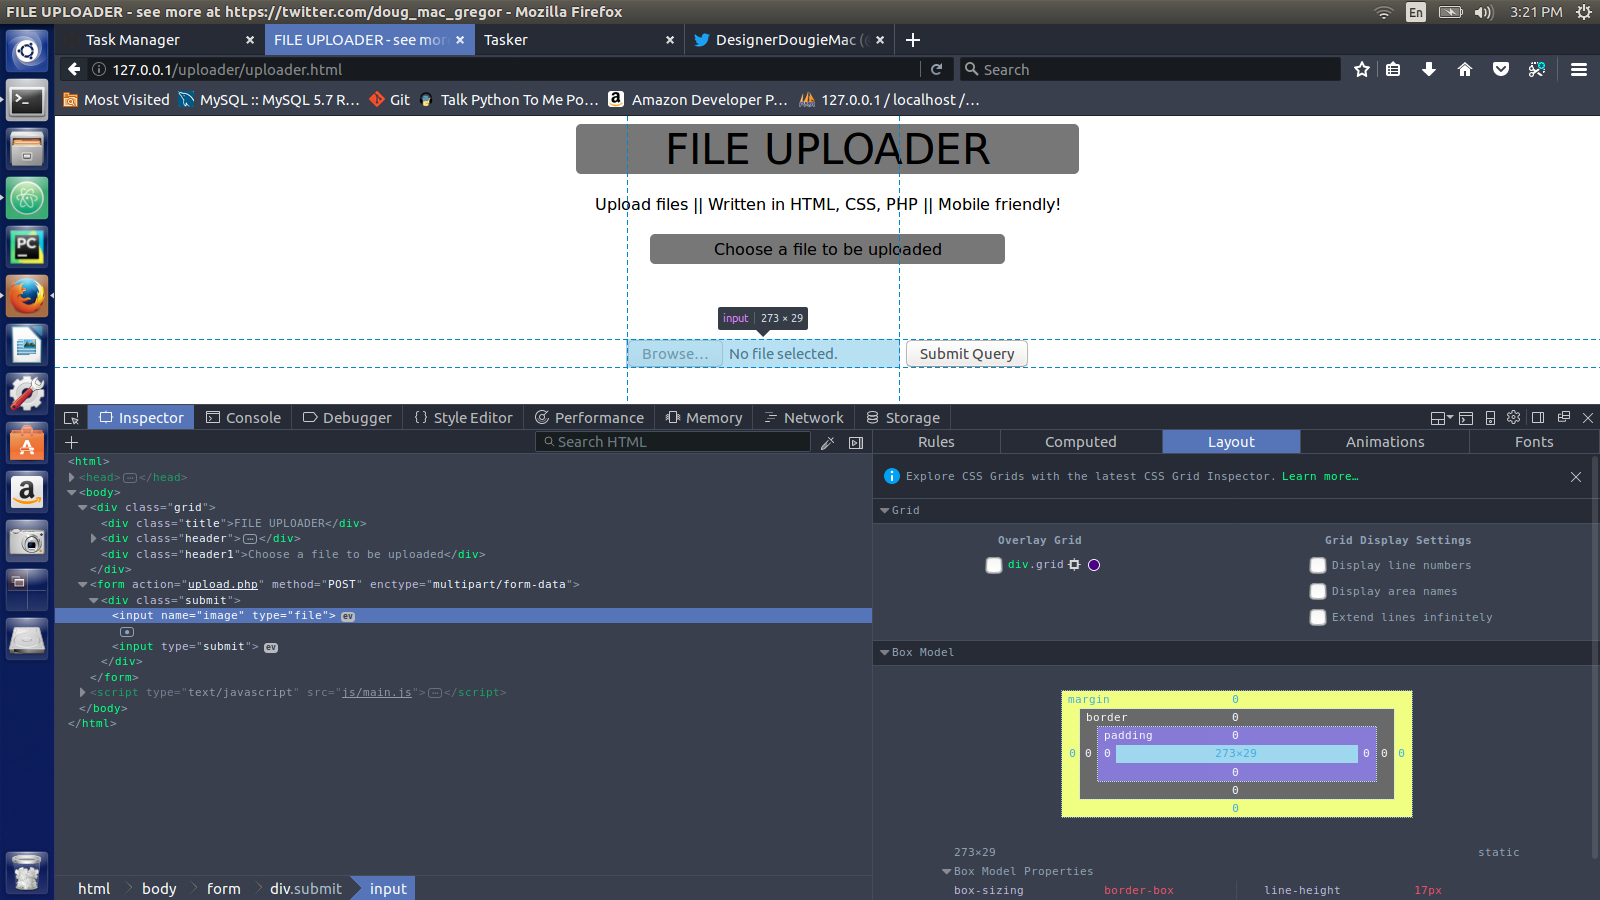 FILE UPLOADER - see more at https://twitter.com/doug_mac_gregor - Mozilla Firefox
En
3:21 PM
Task Manager
FILE UPLOADER - see mor
Tasker
DesignerDougieMac (
127.0.0.1/uploader/uploader.html
Search
Most Visited
MySQL :: MySQL 5.7 R...
Git
Talk Python To Me Po...
Amazon Developer P...
127.0.0.1 / localhost /...
FILE UPLOADER
Upload files || Written in HTML, CSS, PHP || Mobile friendly!
Choose a file to be uploaded
input 273 × 29
Browse... No file selected.
Submit Query
Inspector
Console
Debugger
{} Style Editor
Performance
Memory
Network
Storage
Search HTML
Rules
Computed
Layout
Animations
Fonts
<html>
<head></head>
<body>
<div class="grid">
<div class="title">FILE UPLOADER</div>
<div class="header"></div>
<div class="header1">Choose a file to be uploaded</div>
</div>
<form action="upload.php" method="POST" enctype="multipart/form-data">
<div class="submit">
<input name="image" type="file"> ev
<input type="submit"> ev
</div>
</form>
<script type="text/javascript" src="js/main.js"></script>
</body>
</html>
html
body
form
div.submit
input
Explore CSS Grids with the latest CSS Grid Inspector. Learn more…
Grid
Overlay Grid
div.grid
Grid Display Settings
Display line numbers
Display area names
Extend lines infinitely
Box Model
margin 0
border 0
padding 0
0 0 0 273×29 0 0 0
0
0
0
273×29
static
Box Model Properties
box-sizing border-box
line-height 17px
PC